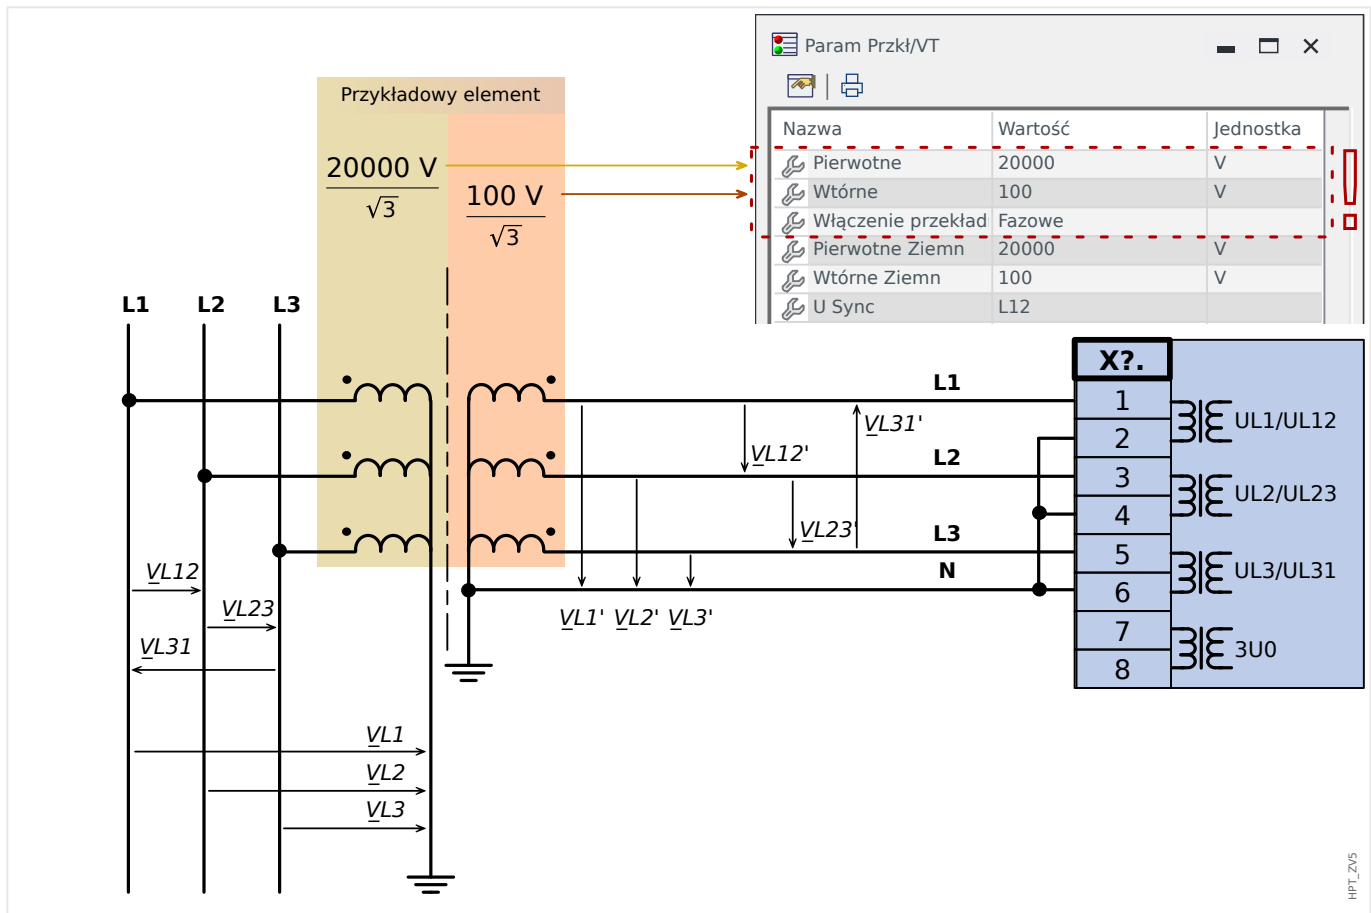 Param Przkł/VT
Przykładowy element
Nazwa Wartość Jednostka
Pierwotne 20000 V
Wtórne 100 V
Włączenie przekład Fazowe
Pierwotne Ziemn 20000 V
Wtórne Ziemn 100 V
U Sync L12
20000 V
√3
100 V
√3
L1 L2 L3
X?.
L1
1
UL1/UL12
VL31'
2
VL12'
L2
3
UL2/UL23
4
VL23'
L3
5
UL3/UL31
N
6
VL12
VL23
VL1' VL2' VL3'
7
3U0
VL31
8
VL1
VL2
VL3
HPT_ZV5